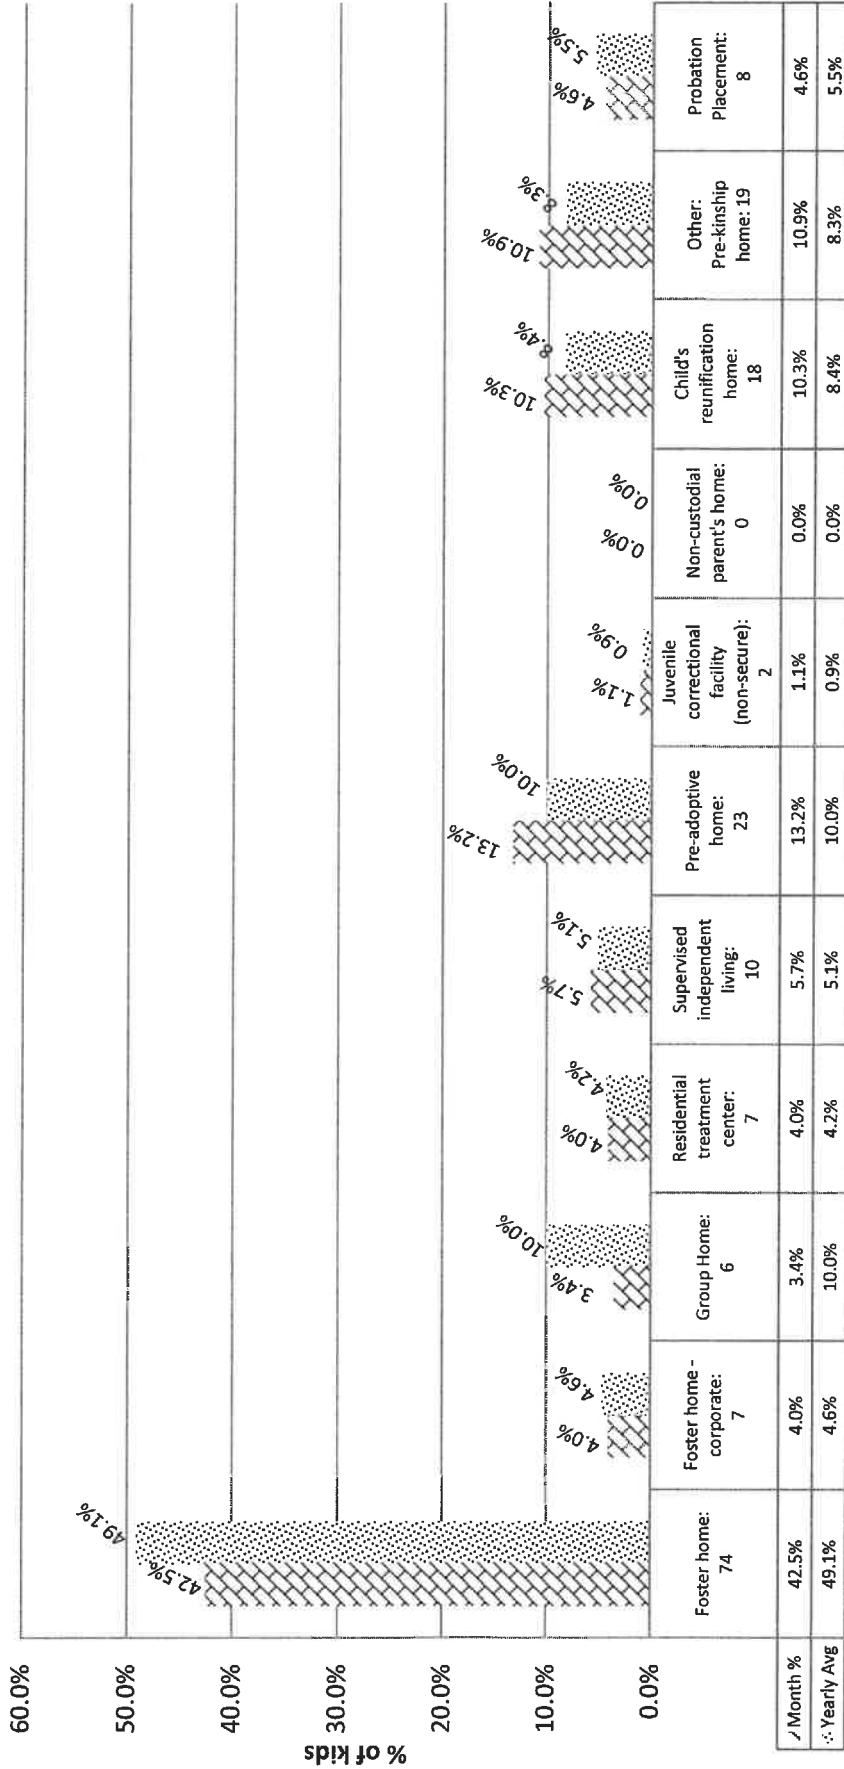 60.0%
50.0%
40.0%
30.0%
20.0%
10.0%
0.0%
% of kids
42.5%
49.1%
4.0%
4.6%
3.4%
10.0%
4.0%
4.2%
5.7%
5.1%
13.2%
10.0%
1.1%
0.9%
0.0%
0.0%
10.3%
8.4%
10.9%
8.3%
4.6%
5.5%
Foster home:
74
Foster home -
corporate:
7
Group Home:
6
Residential
treatment
center:
7
Supervised
independent
living:
10
Pre-adoptive
home:
23
Juvenile
correctional
facility
(non-secure):
2
Non-custodial
parent's home:
0
Child's
reunification
home:
18
Other:
Pre-kinship
home: 19
Probation
Placement:
8
Month % 42.5% 4.0% 3.4% 4.0% 5.7% 13.2% 1.1% 0.0% 10.3% 10.9% 4.6%
Yearly Avg 49.1% 4.6% 10.0% 4.2% 5.1% 10.0% 0.9% 0.0% 8.4% 8.3% 5.5%